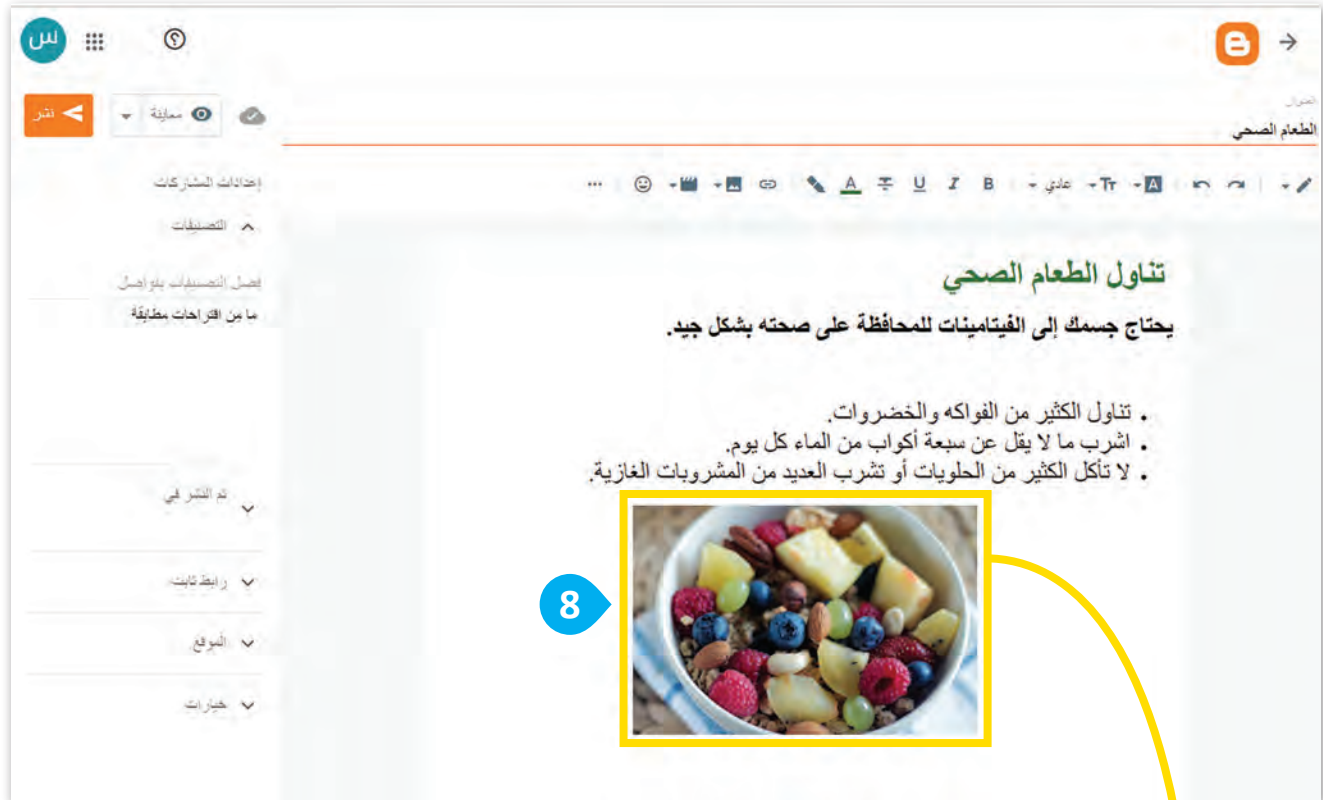 س
العنوان
الطعام الصحي
نشر
معاينة
عادي
B I U A
إعدادات المشاركات
التصنيفات
فصل التصنيفات بفواصل
ما من اقتراحات مطابقة
تم النشر في
رابط ثابت
الموقع
خيارات
تناول الطعام الصحي
يحتاج جسمك إلى الفيتامينات للمحافظة على صحته بشكل جيد.
• تناول الكثير من الفواكه والخضروات.
• اشرب ما لا يقل عن سبعة أكواب من الماء كل يوم.
• لا تأكل الكثير من الحلويات أو تشرب العديد من المشروبات الغازية.
8